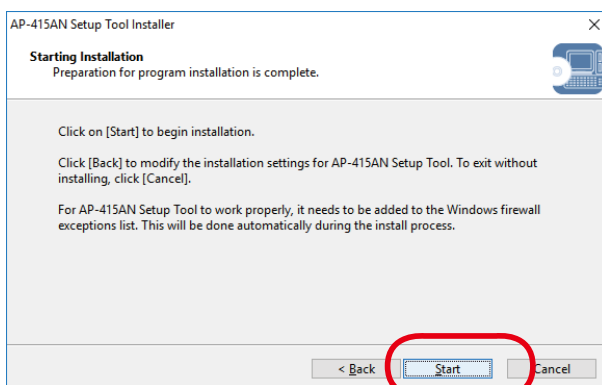 AP-415AN Setup Tool Installer
Starting Installation
Preparation for program installation is complete.
Click on [Start] to begin installation.
Click [Back] to modify the installation settings for AP-415AN Setup Tool. To exit without
installing, click [Cancel].
For AP-415AN Setup Tool to work properly, it needs to be added to the Windows firewall
exceptions list. This will be done automatically during the install process.
< Back Start Cancel